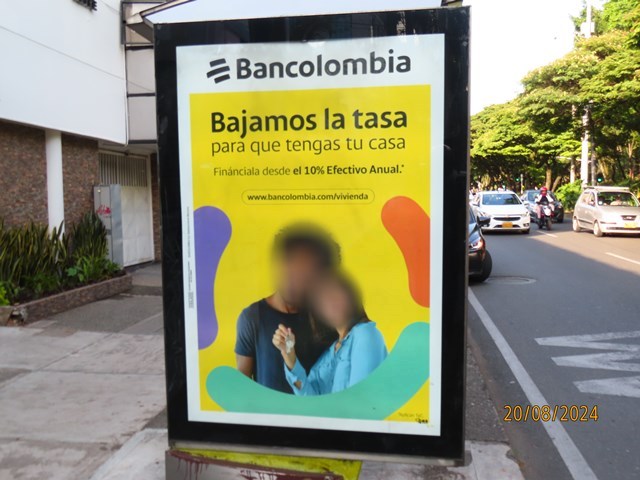 Bancolombia
Bajamos la tasa
para que tengas tu casa
Fináncialа desde el 10% Efectivo Anual.*
www.bancolombia.com/vivienda
20/08/2024